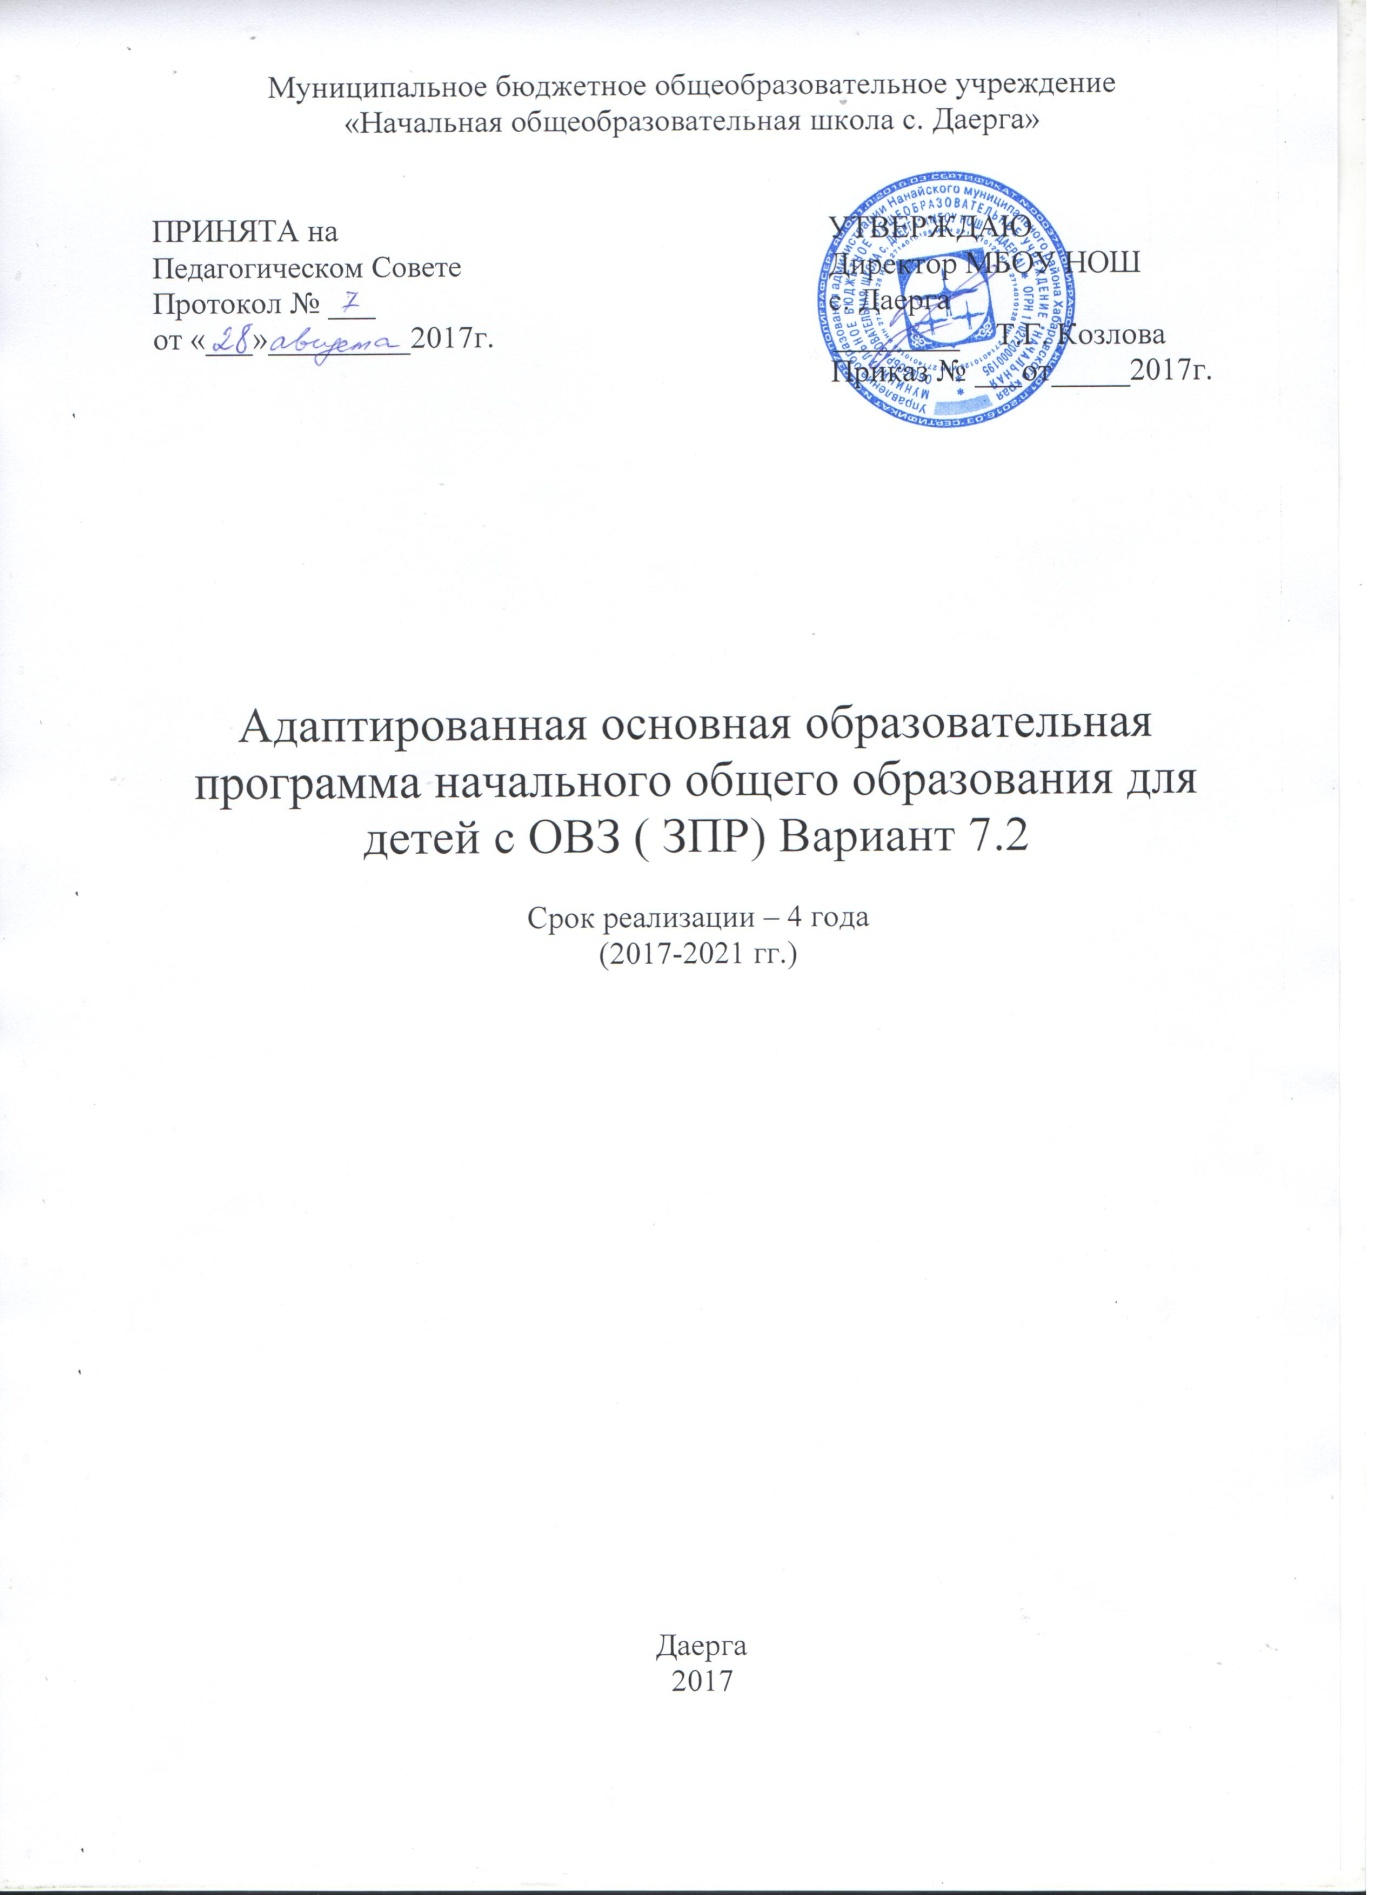 Муниципальное бюджетное общеобразовательное учреждение
«Начальная общеобразовательная школа с. Даерга»
ПРИНЯТА на
Педагогическом Совете
Протокол № 7
от «28» августа 2017г.
УТВЕРЖДАЮ
Директор МБОУ НОШ
с. Даерга
Т.Г. Козлова
Приказ № ___от_____2017г.
Адаптированная основная образовательная
программа начального общего образования для
детей с ОВЗ ( ЗПР) Вариант 7.2
Срок реализации – 4 года
(2017-2021 гг.)
Даерга
2017